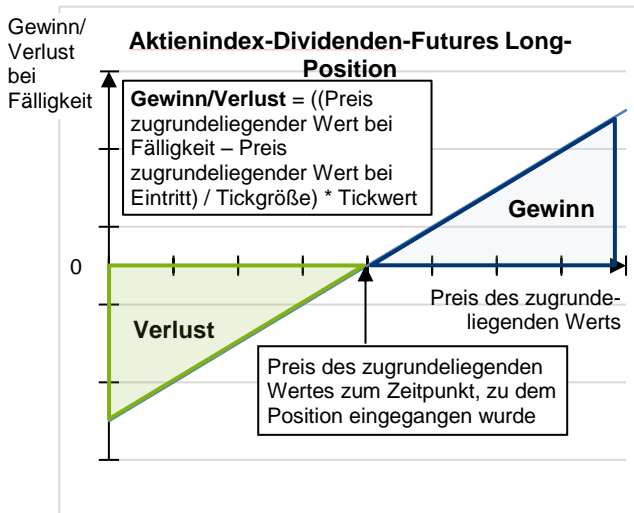 Gewinn/
Verlust
bei
Fälligkeit
Aktienindex-Dividenden-Futures Long-
Position
Gewinn/Verlust = ((Preis
zugrundeliegender Wert bei
Fälligkeit – Preis
zugrundeliegender Wert bei
Eintritt) / Tickgröße) * Tickwert
Gewinn
0
Preis des zugrunde-
liegenden Werts
Verlust
Preis des zugrundeliegenden
Wertes zum Zeitpunkt, zu dem
Position eingegangen wurde